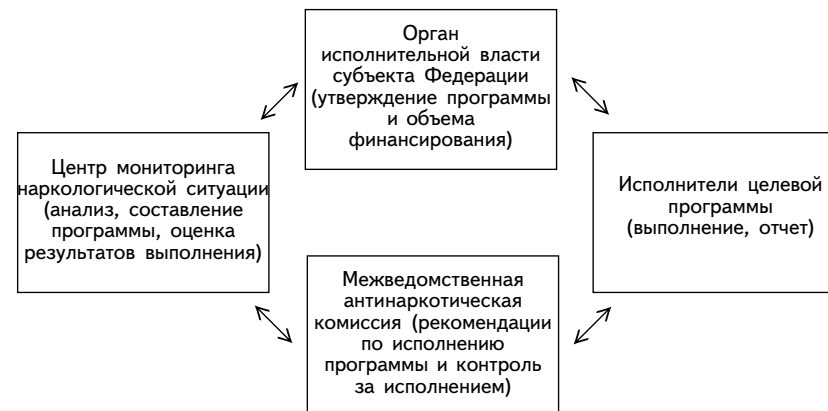 Орган
исполнительной власти
субъекта Федерации
(утверждение программы
и объема
финансирования)
Центр мониторинга
наркологической ситуации
(анализ, составление
программы, оценка
результатов выполнения)
Исполнители целевой
программы
(выполнение, отчет)
Межведомственная
антинаркотическая
комиссия (рекомендации
по исполнению
программы и контроль
за исполнением)